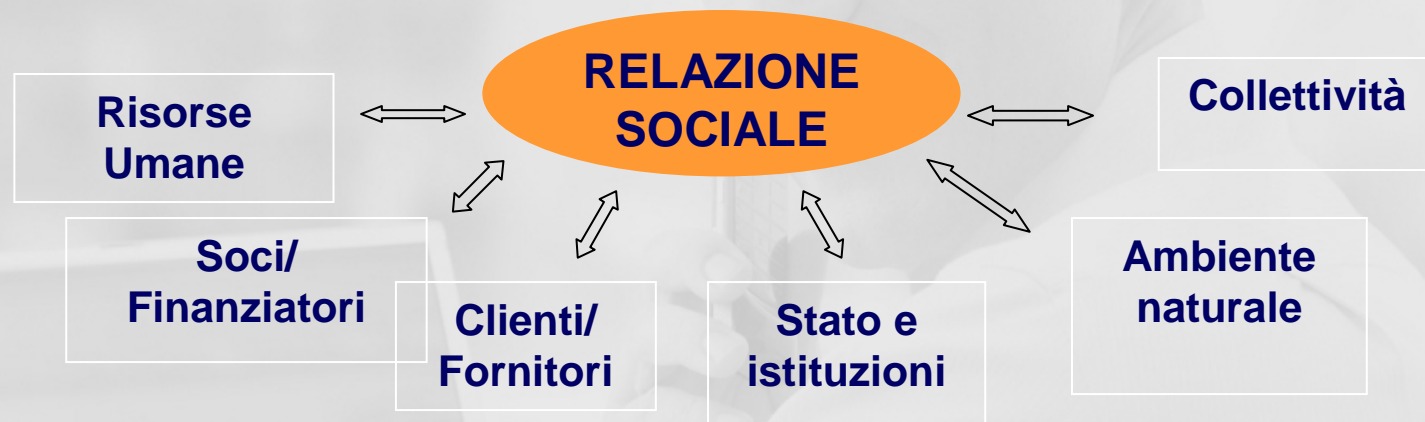 RELAZIONE
SOCIALE
Risorse
Umane
Soci/
Finanziatori
Clienti/
Fornitori
Stato e
istituzioni
Ambiente
naturale
Collettività